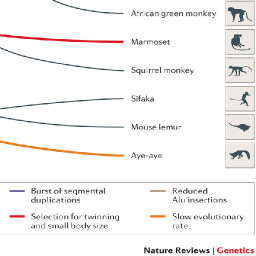 African green monkey
Marmoset
Squirrel monkey
Sifaka
Mouse lemur
Aye-aye
Burst of segmental
duplications
Reduced
Alu insertions
Selection for twinning
and small body size
Slow evolutionary
rate
Nature Reviews | Genetics